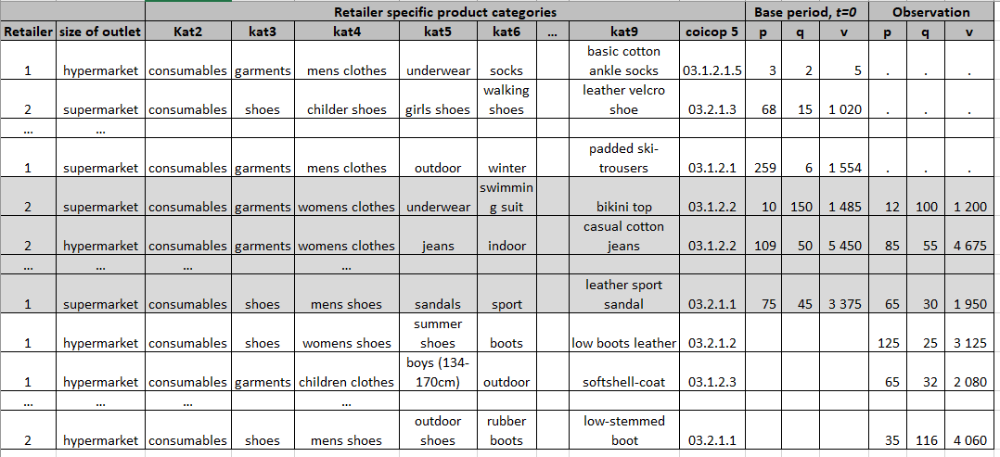 Retailer specific product categories Base period, t=0 Observation
Retailer size of outlet Kat2 kat3 kat4 kat5 kat6 ... kat9 coicop 5 p q v p q v
basic cotton
1 hypermarket consumables garments mens clothes underwear socks ankle socks 03.1.2.1.5 3 2 5 . . .
walking leather velcro
2 supermarket consumables shoes childer shoes girls shoes shoes shoe 03.2.1.3 68 15 1 020 . . .
... ...
padded ski-
1 supermarket consumables garments mens clothes outdoor winter trousers 03.1.2.1 259 6 1 554 . . .
swimmin
2 supermarket consumables garments womens clothes underwear g suit bikini top 03.1.2.2 10 150 1 485 12 100 1 200
casual cotton
2 hypermarket consumables garments womens clothes jeans indoor jeans 03.1.2.2 109 50 5 450 85 55 4 675
... ... ... ...
leather sport
1 supermarket consumables shoes mens shoes sandals sport sandal 03.2.1.1 75 45 3 375 65 30 1 950
summer
1 hypermarket consumables shoes womens shoes shoes boots low boots leather 03.2.1.2 125 25 3 125
boys (134-
1 hypermarket consumables garments children clothes 170cm) outdoor softshell-coat 03.1.2.3 65 32 2 080
... ... ... ...
outdoor rubber low-stemmed
2 hypermarket consumables shoes mens shoes shoes boots boot 03.2.1.1 35 116 4 060